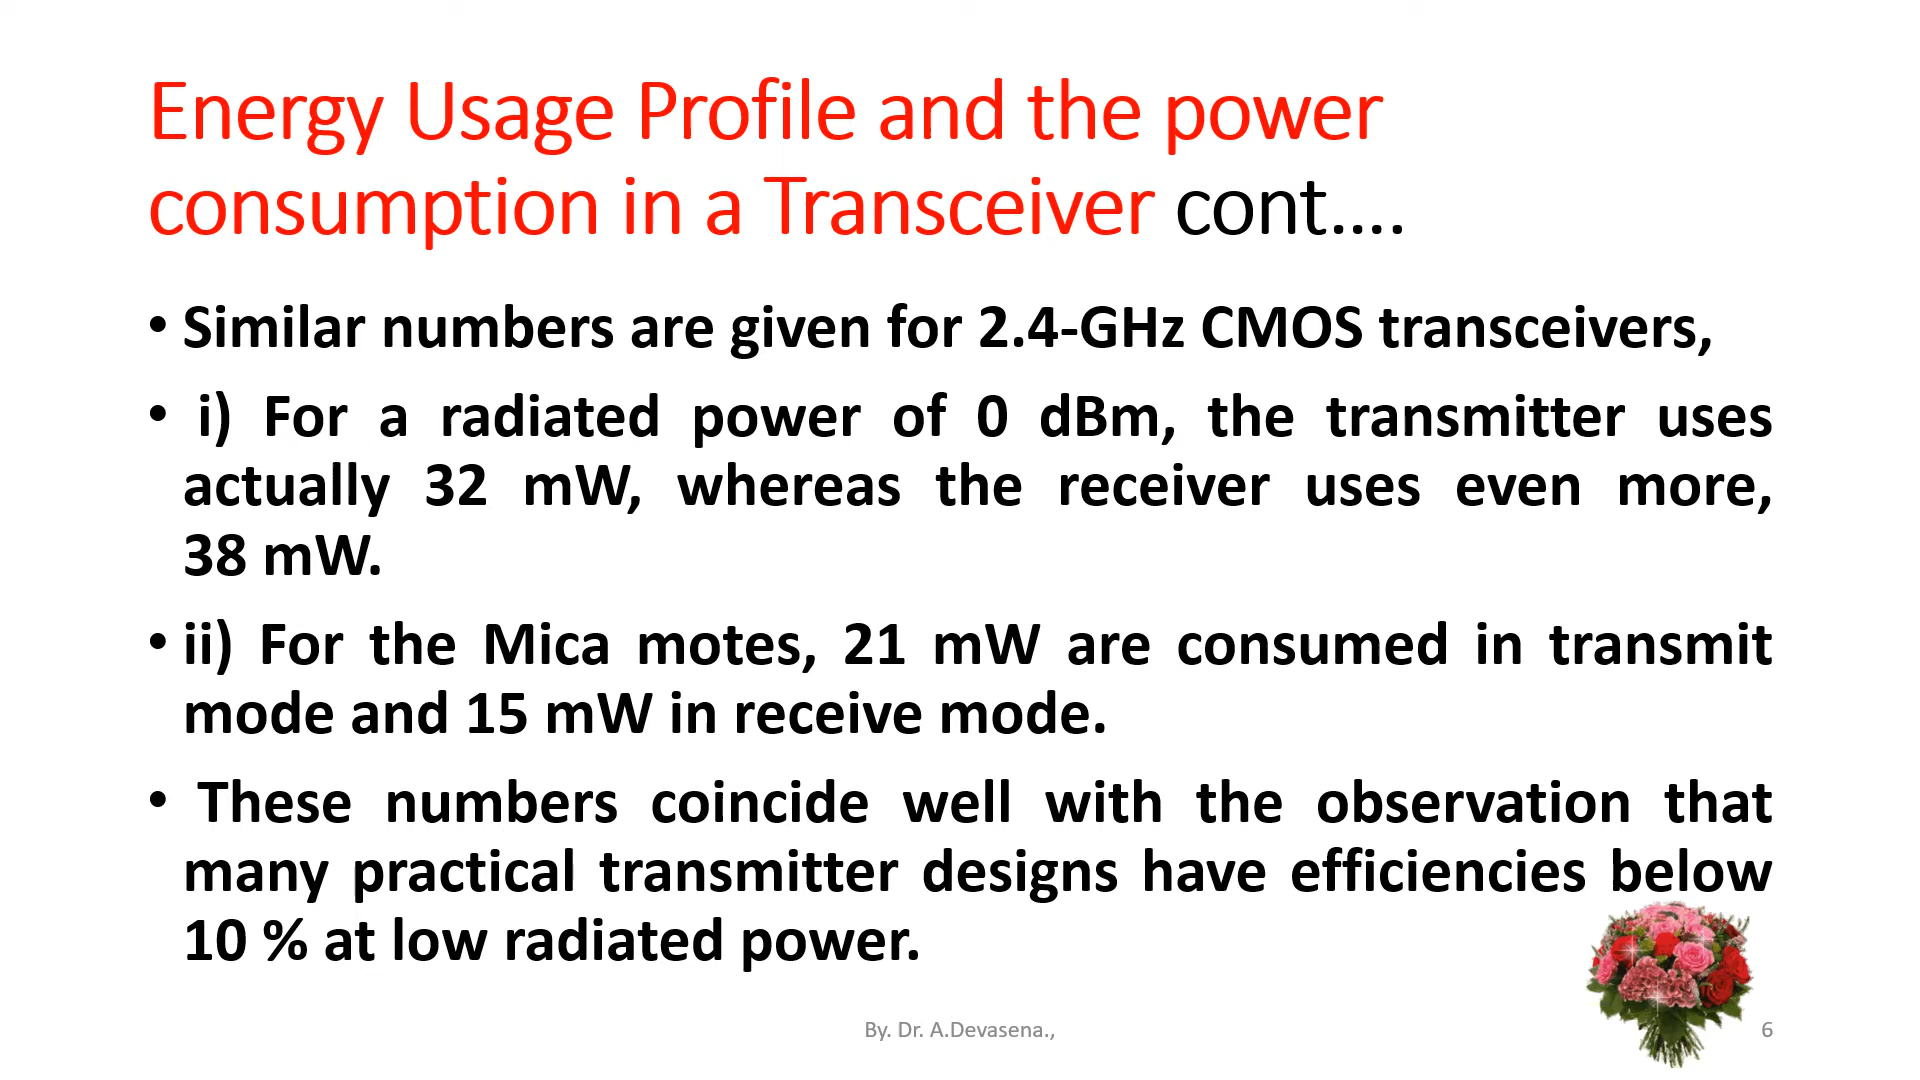 Energy Usage Profile and the power
consumption in a Transceiver cont....
• Similar numbers are given for 2.4-GHz CMOS transceivers,
• i) For a radiated power of 0 dBm, the transmitter uses
actually 32 mW, whereas the receiver uses even more,
38 mW.
• ii) For the Mica motes, 21 mW are consumed in transmit
mode and 15 mW in receive mode.
• These numbers coincide well with the observation that
many practical transmitter designs have efficiencies below
10 % at low radiated power.
By. Dr. A.Devasena.,
6